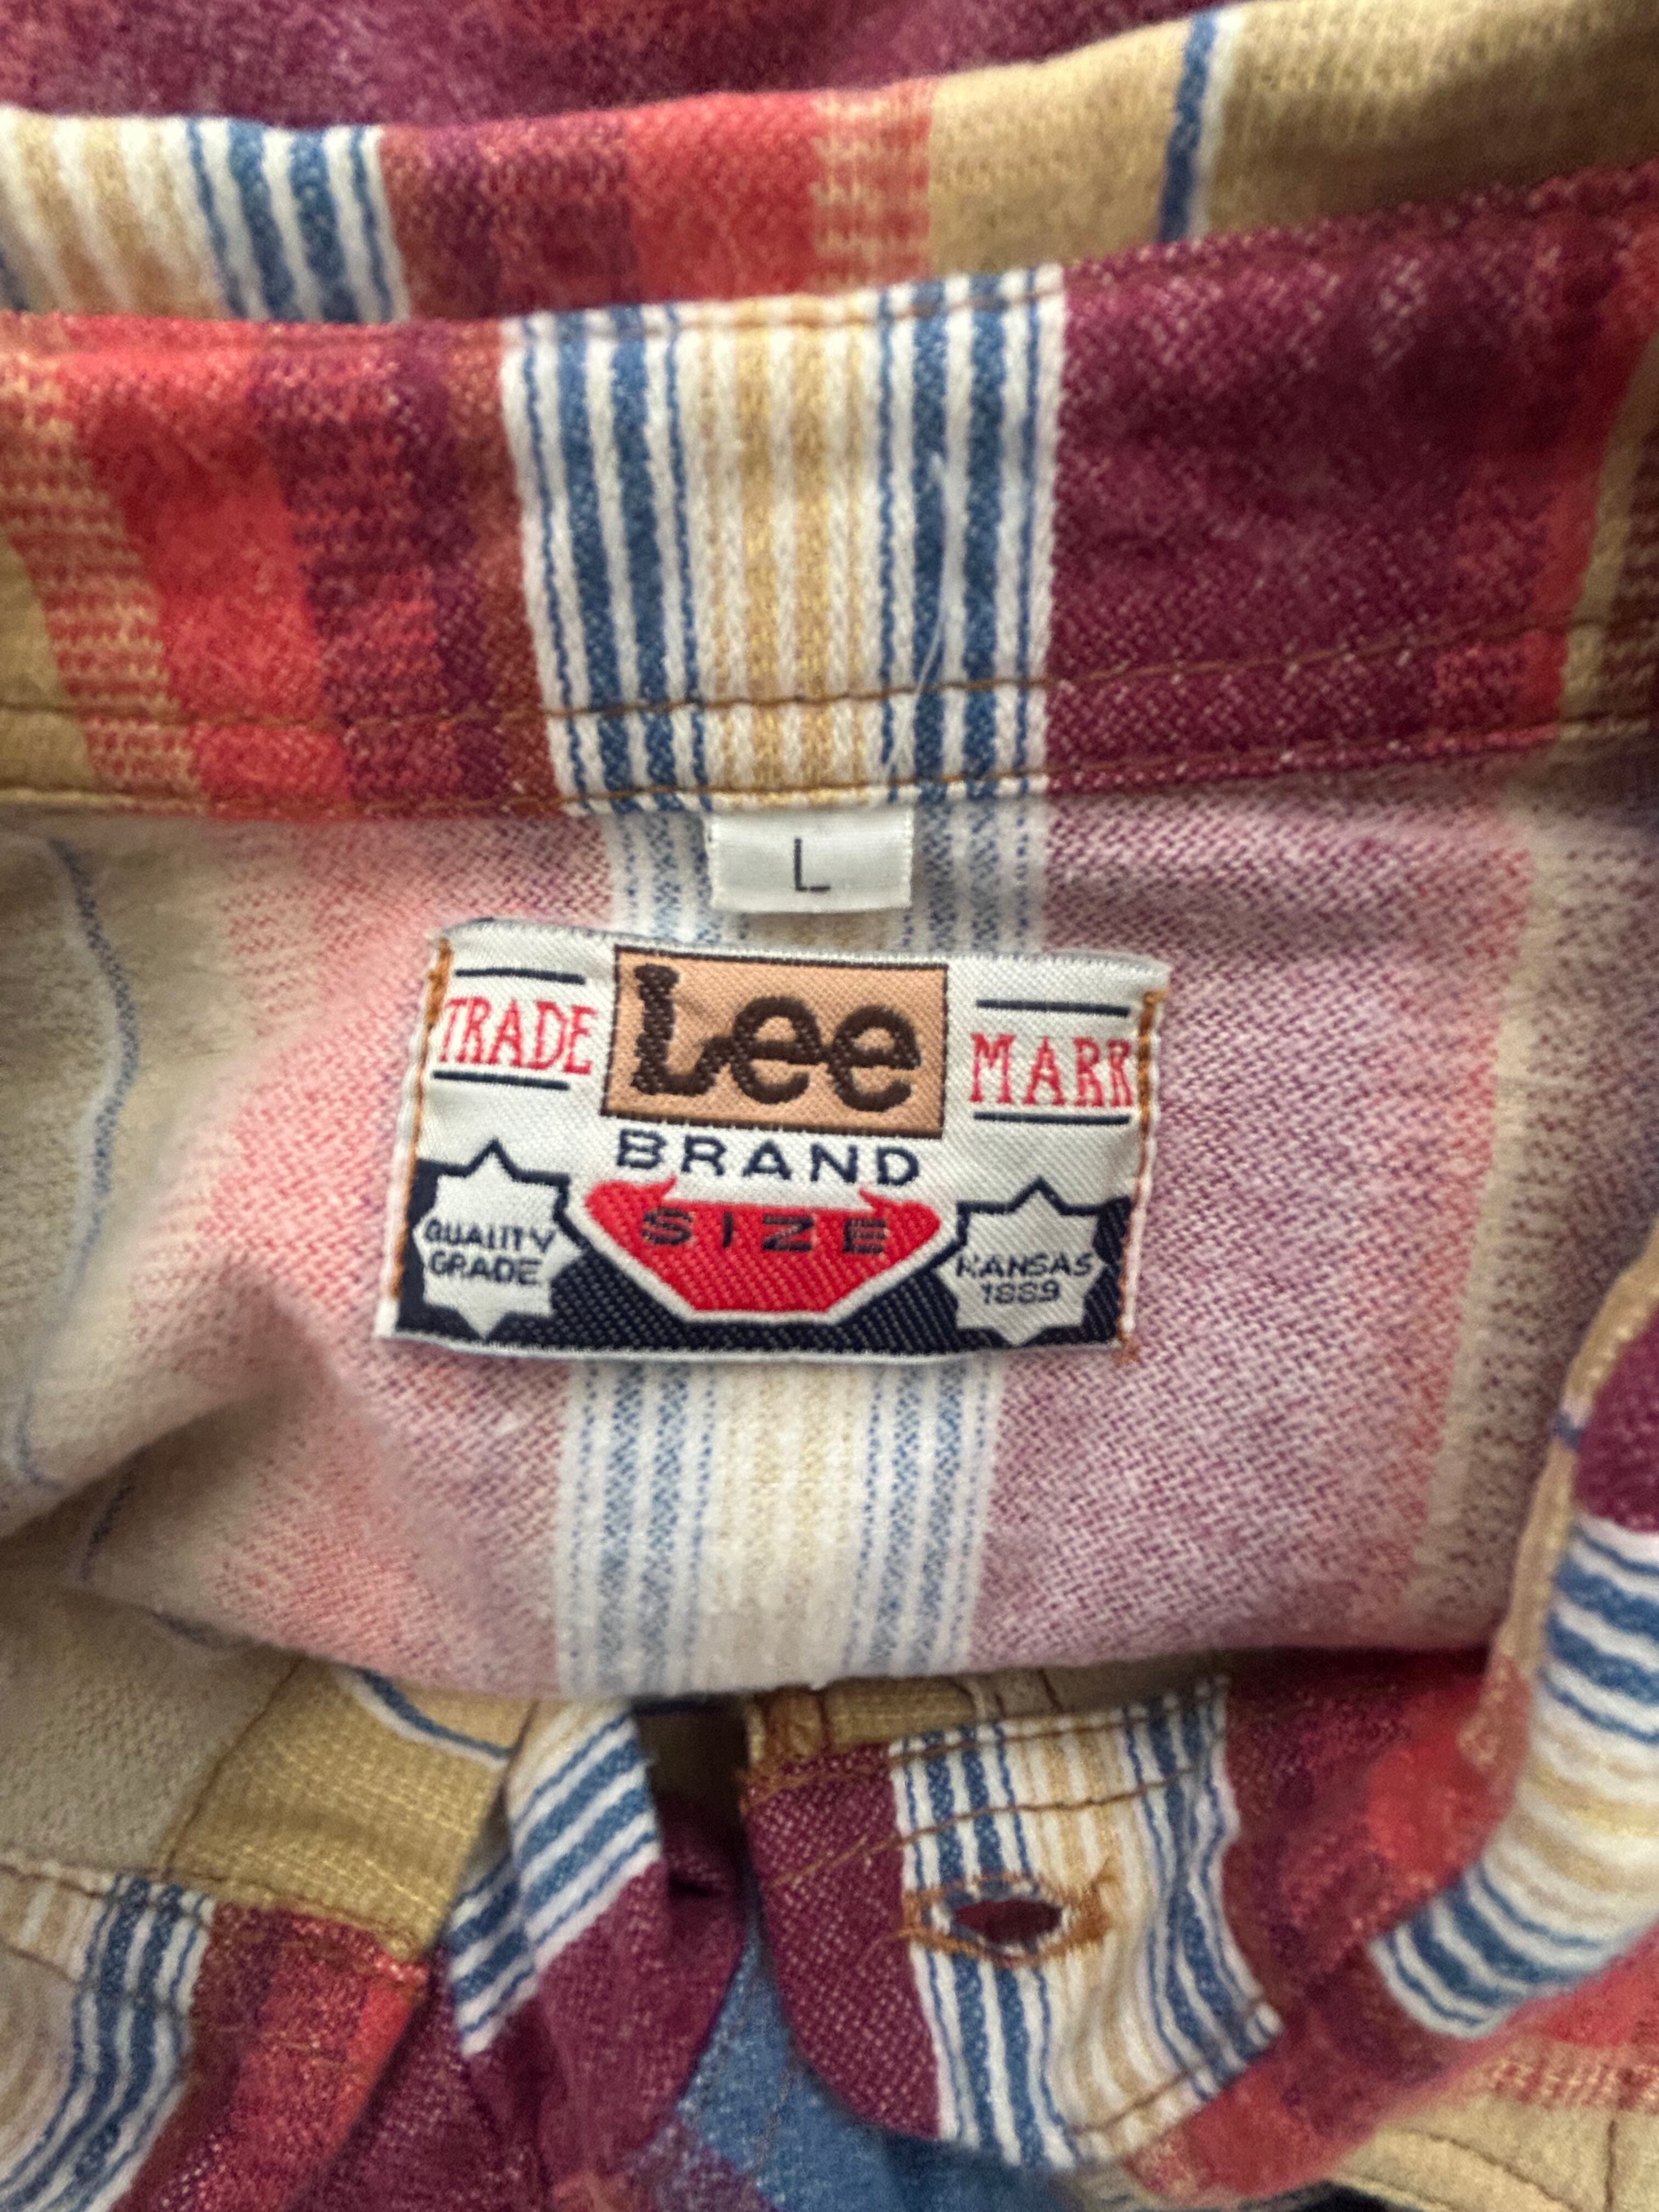 L
TRADE Lee MARK
BRAND
SIZE
QUALITY
GRADE
KANSAS
1889